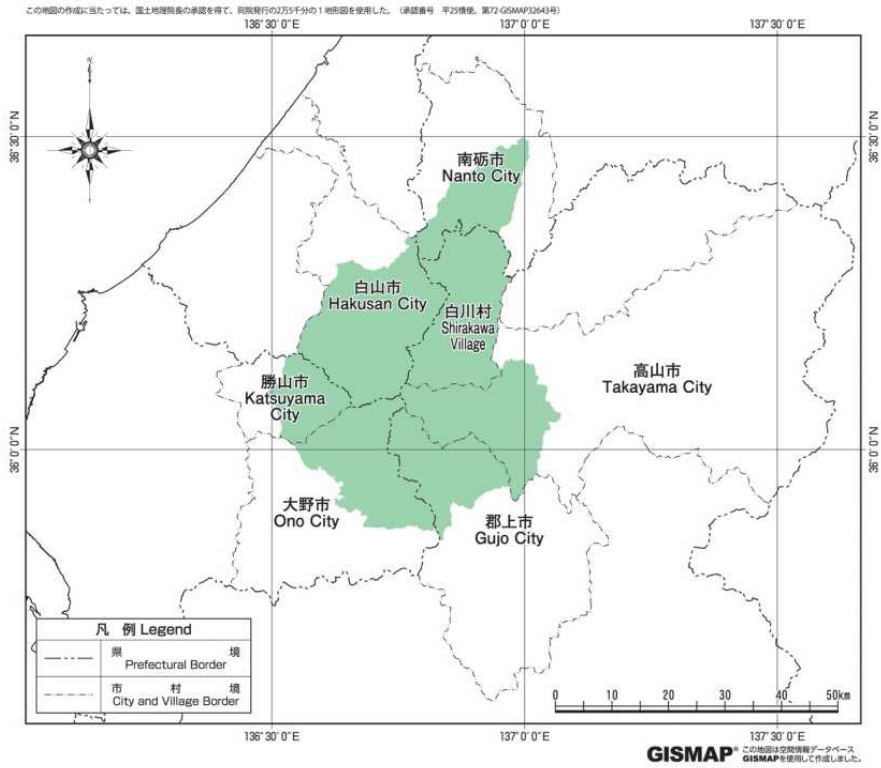 この地図の作成に当たっては、国土地理院長の承認を得て、同院発行の2万5千分の1地形図を使用した。（承認番号 平25情使、第72-GISMAP32643号）
136°30'0"E
137°0'0"E
137°30'0"E
N
36°30'0"N
36°30'0"N
南砺市
Nanto City
白山市
Hakusan City
白川村
Shirakawa
Village
高山市
Takayama City
勝山市
Katsuyama
City
36°0'0"N
36°0'0"N
大野市
Ono City
郡上市
Gujo City
凡 例 Legend
県 境
Prefectural Border
市 村 境
City and Village Border
0 10 20 30 40 50km
136°30'0"E
137°0'0"E
137°30'0"E
GISMAP® この地図は空間情報データベース
GISMAPを使用して作成しました。